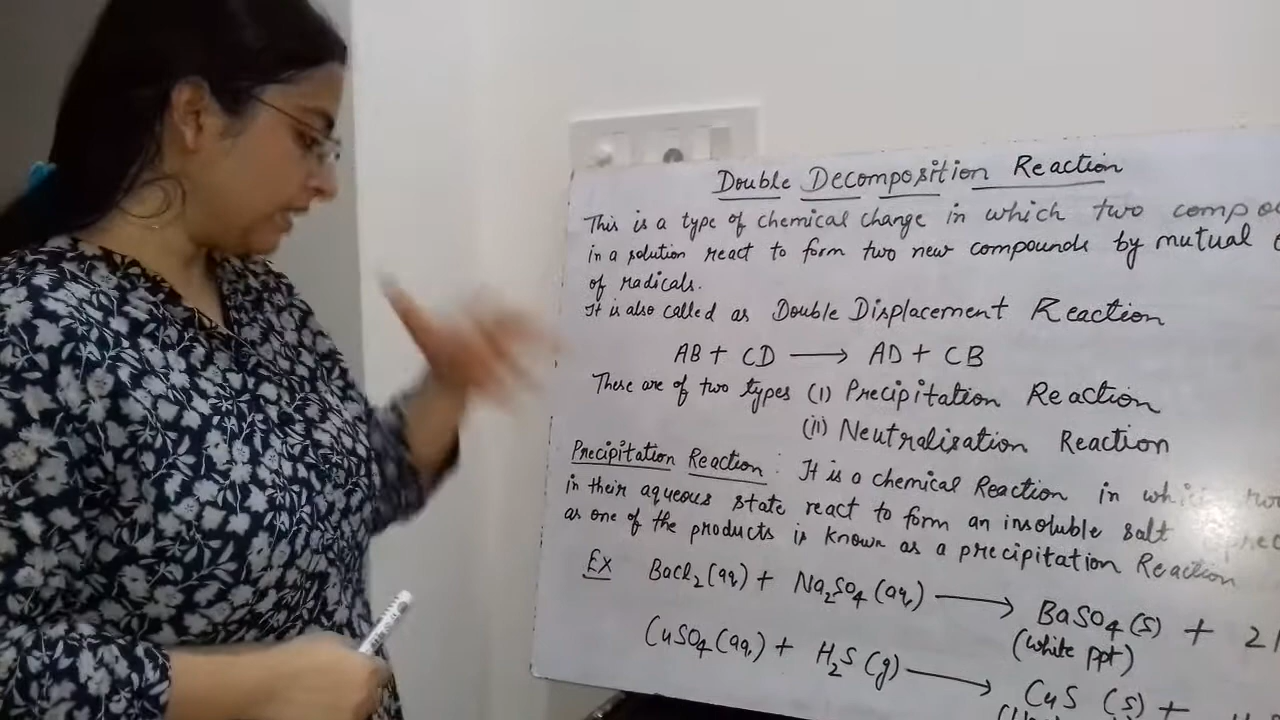 Double Decomposition Reaction
This is a type of chemical change in which two compo
in a solution react to form two new compounds by mutual
of radicals.
It is also called as Double Displacement Reaction
AB + CD ⟶ AD + CB
These are of two types (i) Precipitation Reaction
(ii) Neutralisation Reaction
Precipitation Reaction : It is a chemical Reaction in which
in their aqueous state react to form an insoluble salt
as one of the products is known as a precipitation Reaction
Ex BaCl₂(aq) + Na₂SO₄(aq) ⟶ BaSO₄(s) + 2
(white ppt)
CuSO₄(aq) + H₂S(g) ⟶ CuS (s) +